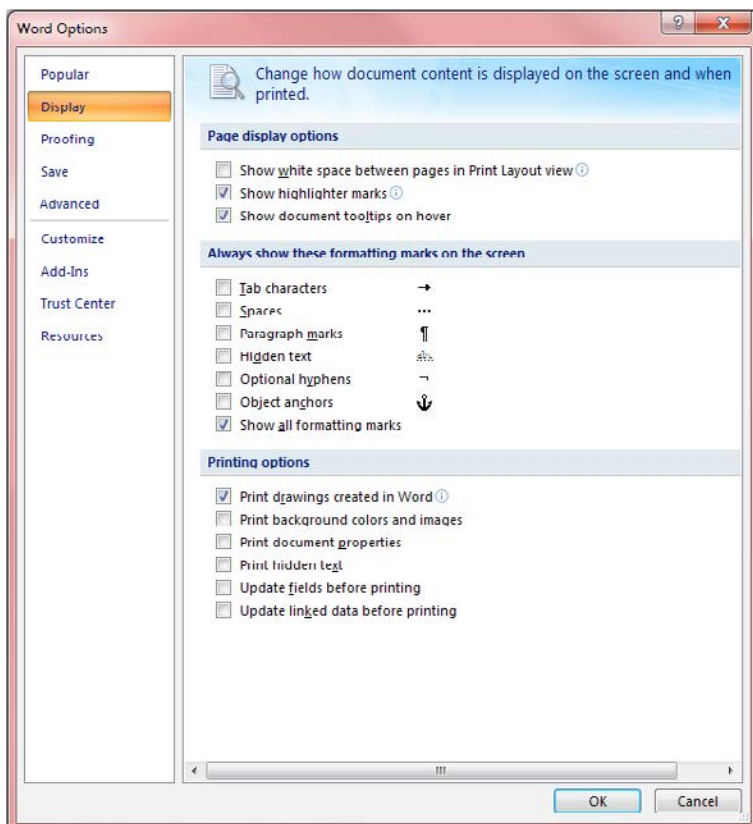 Word Options
Popular
Display
Proofing
Save
Advanced
Customize
Add-Ins
Trust Center
Resources
Change how document content is displayed on the screen and when
printed.
Page display options
Show white space between pages in Print Layout view
Show highlighter marks
Show document tooltips on hover
Always show these formatting marks on the screen
Tab characters →
Spaces ...
Paragraph marks ¶
Hidden text abc
Optional hyphens ¬
Object anchors
Show all formatting marks
Printing options
Print drawings created in Word
Print background colors and images
Print document properties
Print hidden text
Update fields before printing
Update linked data before printing
OK Cancel